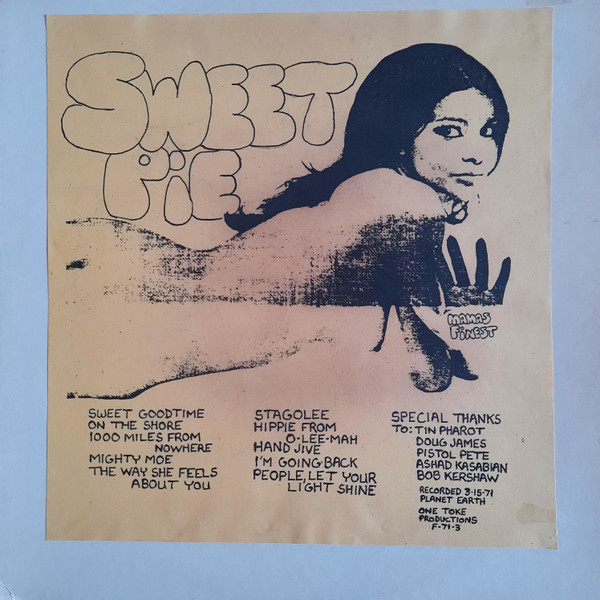 SWEET
PIE
MAMAS
FINEST
SWEET GOODTIME
ON THE SHORE
1000 MILES FROM
NOWHERE
MIGHTY MOE
THE WAY SHE FEELS
ABOUT YOU
STAGOLEE
HIPPIE FROM
O-LEE-MAH
HAND JIVE
I'M GOING BACK
PEOPLE, LET YOUR
LIGHT SHINE
SPECIAL THANKS
TO: TIN PHAROT
DOUG JAMES
PISTOL PETE
ASHAD KASABIAN
BOB KERSHAW
RECORDED 3-15-71
PLANET EARTH
ONE TOKE
PRODUCTIONS
F-71-3